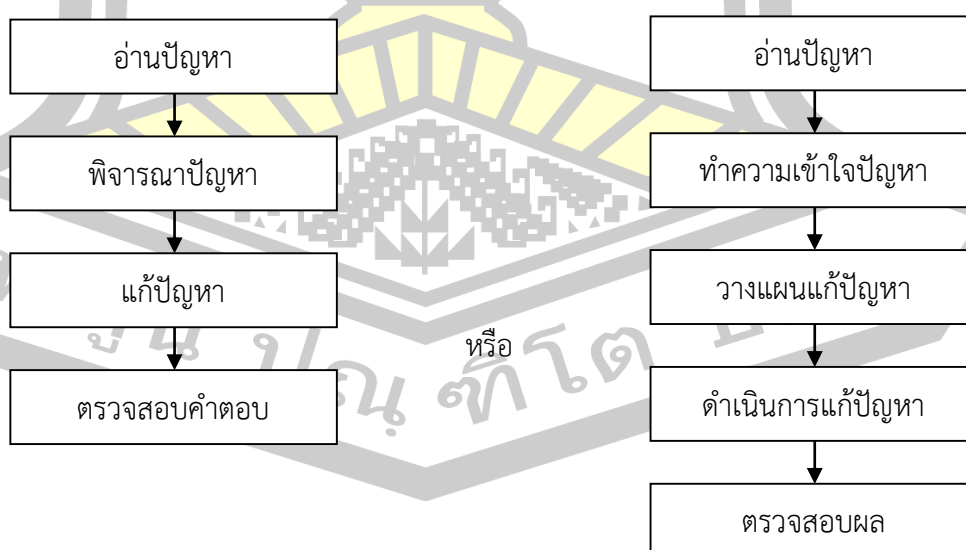 อ่านปัญหา
พิจารณาปัญหา
แก้ปัญหา
ตรวจสอบคำตอบ
หรือ
อ่านปัญหา
ทำความเข้าใจปัญหา
วางแผนแก้ปัญหา
ดำเนินการแก้ปัญหา
ตรวจสอบผล